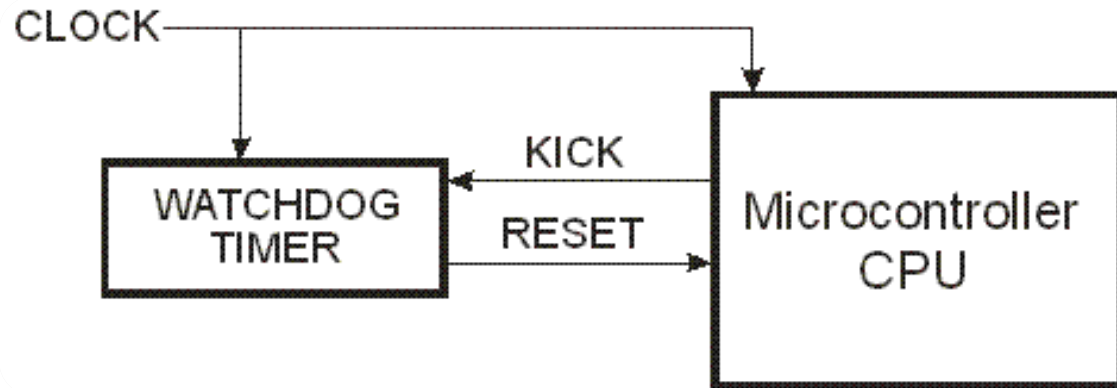 CLOCK
KICK
WATCHDOG
TIMER
RESET
Microcontroller
CPU